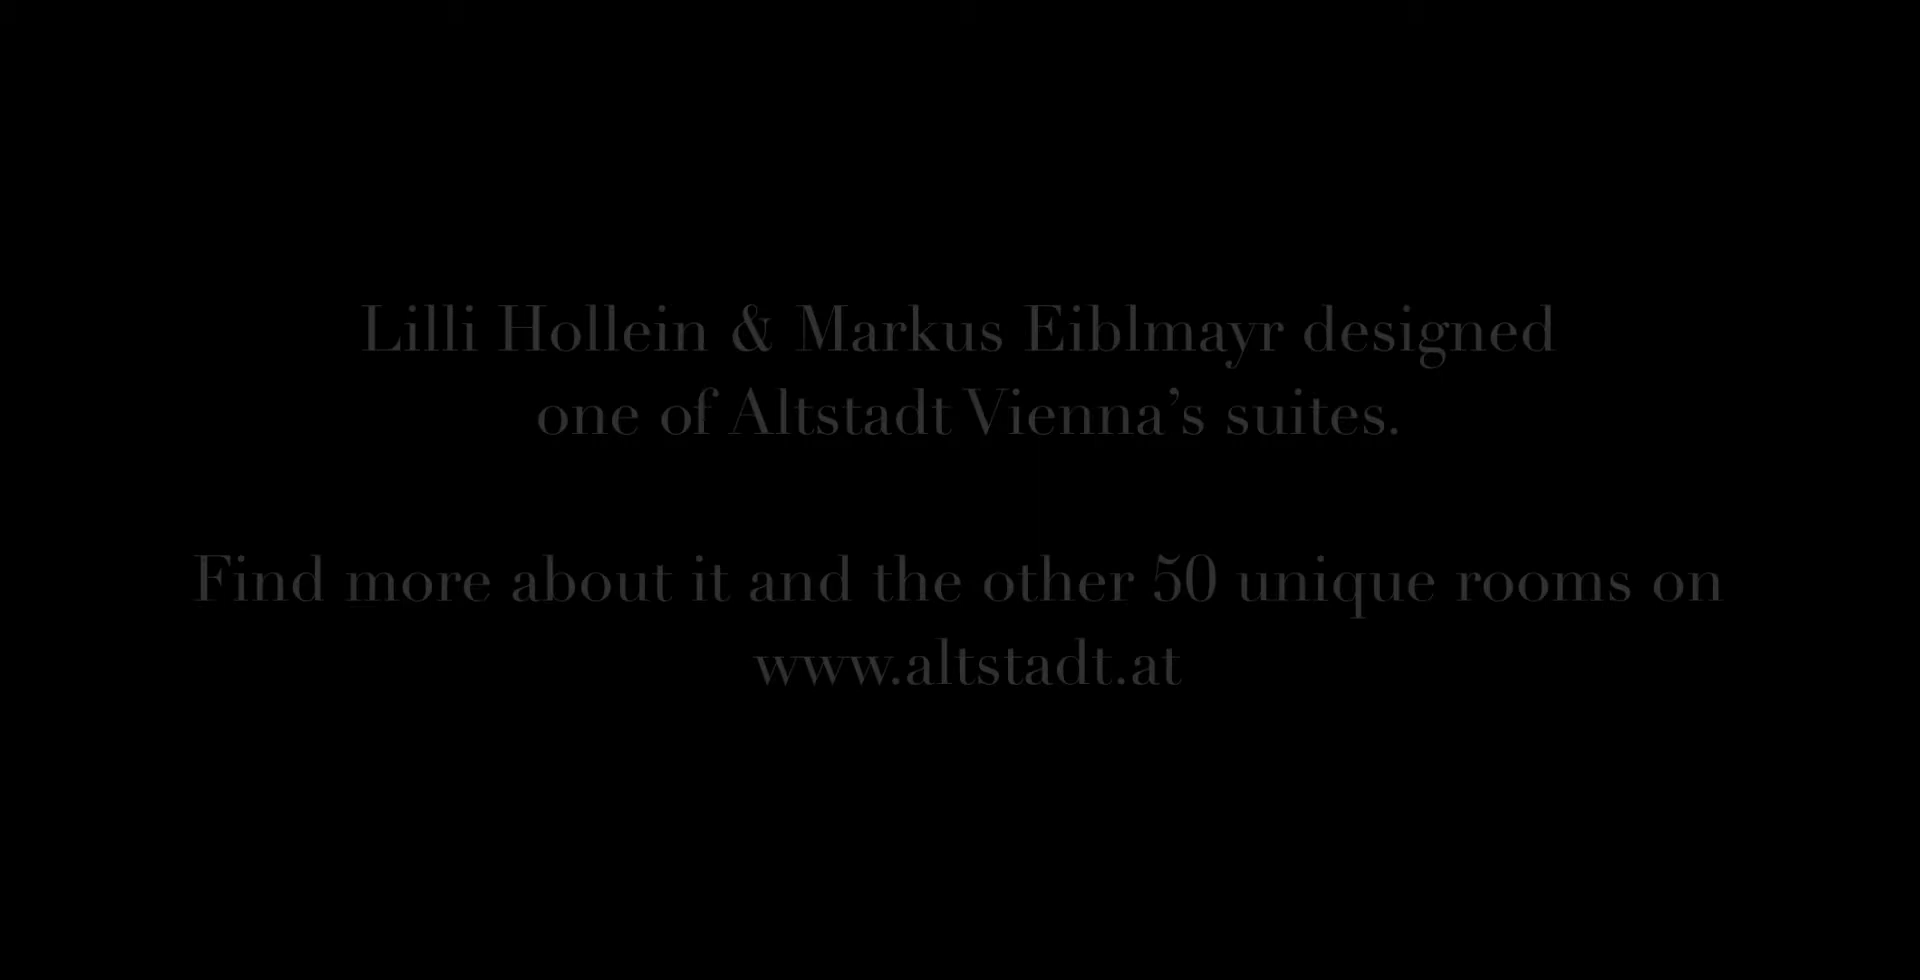 Lilli Hollein & Markus Eiblmayr designed
one of Altstadt Vienna’s suites.
Find more about it and the other 50 unique rooms on
www.altstadt.at